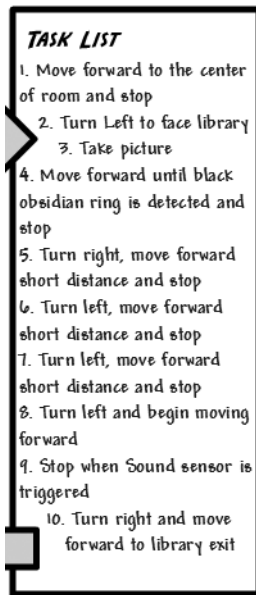 TASK LIST
1. Move forward to the center
of room and stop
2. Turn Left to face library
3. Take picture
4. Move forward until black
obsidian ring is detected and
stop
5. Turn right, move forward
short distance and stop
6. Turn left, move forward
short distance and stop
7. Turn left, move forward
short distance and stop
8. Turn left and begin moving
forward
9. Stop when Sound sensor is
triggered
10. Turn right and move
forward to library exit